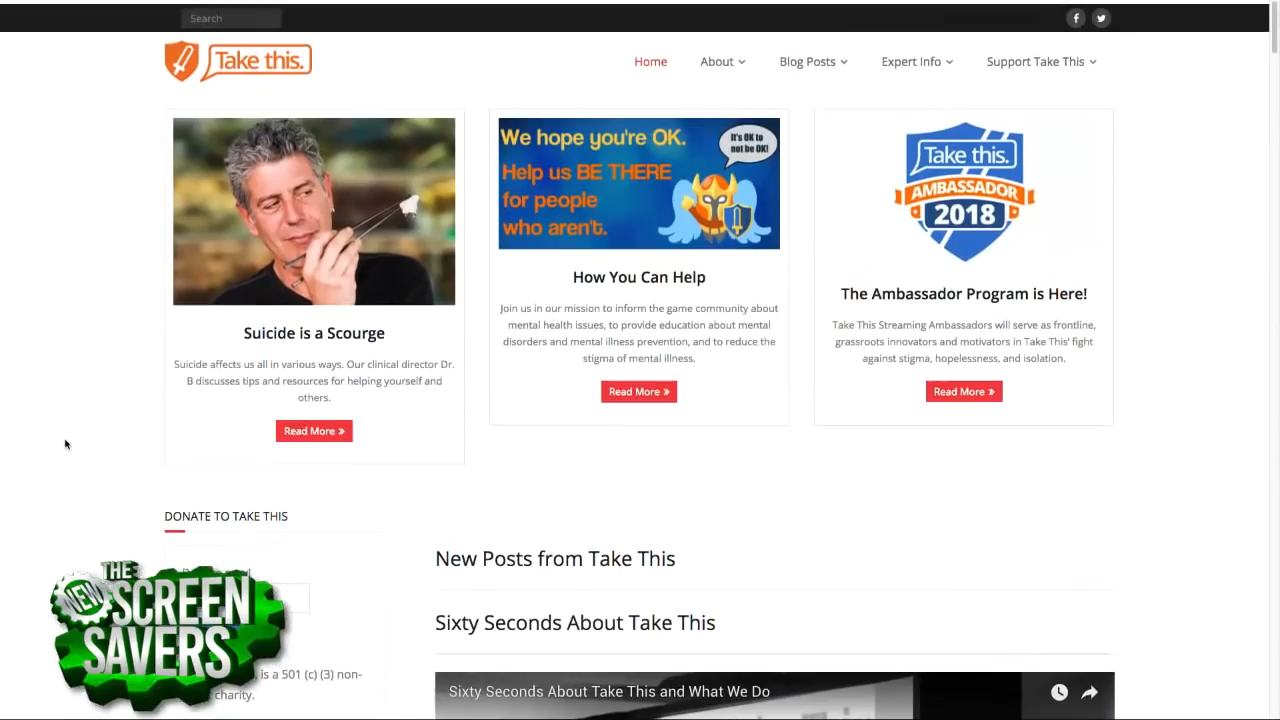 Search
Take this.
Home
About
Blog Posts
Expert Info
Support Take This
We hope you're OK.
Help us BE THERE
for people
who aren't.
It's OK to
not be OK!
Take this.
AMBASSADOR
2018
Suicide is a Scourge
Suicide affects us all in various ways. Our clinical director Dr.
B discusses tips and resources for helping yourself and
others.
Read More »
How You Can Help
Join us in our mission to inform the game community about
mental health issues, to provide education about mental
disorders and mental illness prevention, and to reduce the
stigma of mental illness.
Read More »
The Ambassador Program is Here!
Take This Streaming Ambassadors will serve as frontline,
grassroots innovators and motivators in Take This' fight
against stigma, hopelessness, and isolation.
Read More »
DONATE TO TAKE THIS
is a 501 (c) (3) non-
charity.
THE
NEW
SCREEN
SAVERS
New Posts from Take This
Sixty Seconds About Take This
Sixty Seconds About Take This and What We Do